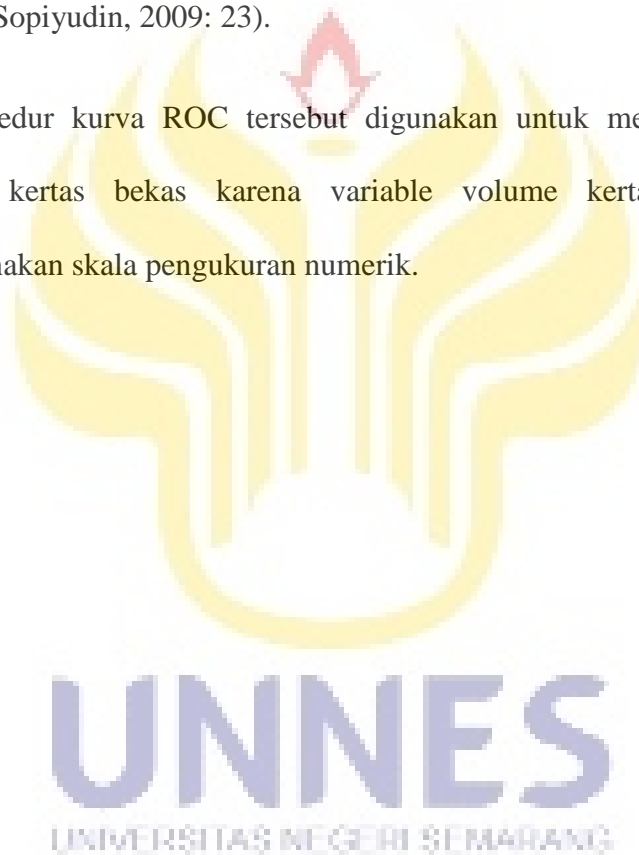 Sopiyudin, 2009: 23).
edur kurva ROC tersebut digunakan untuk me
kertas bekas karena variable volume kerta
akan skala pengukuran numerik.
UNNES
UNIVERSITAS NEGERI SEMARANG